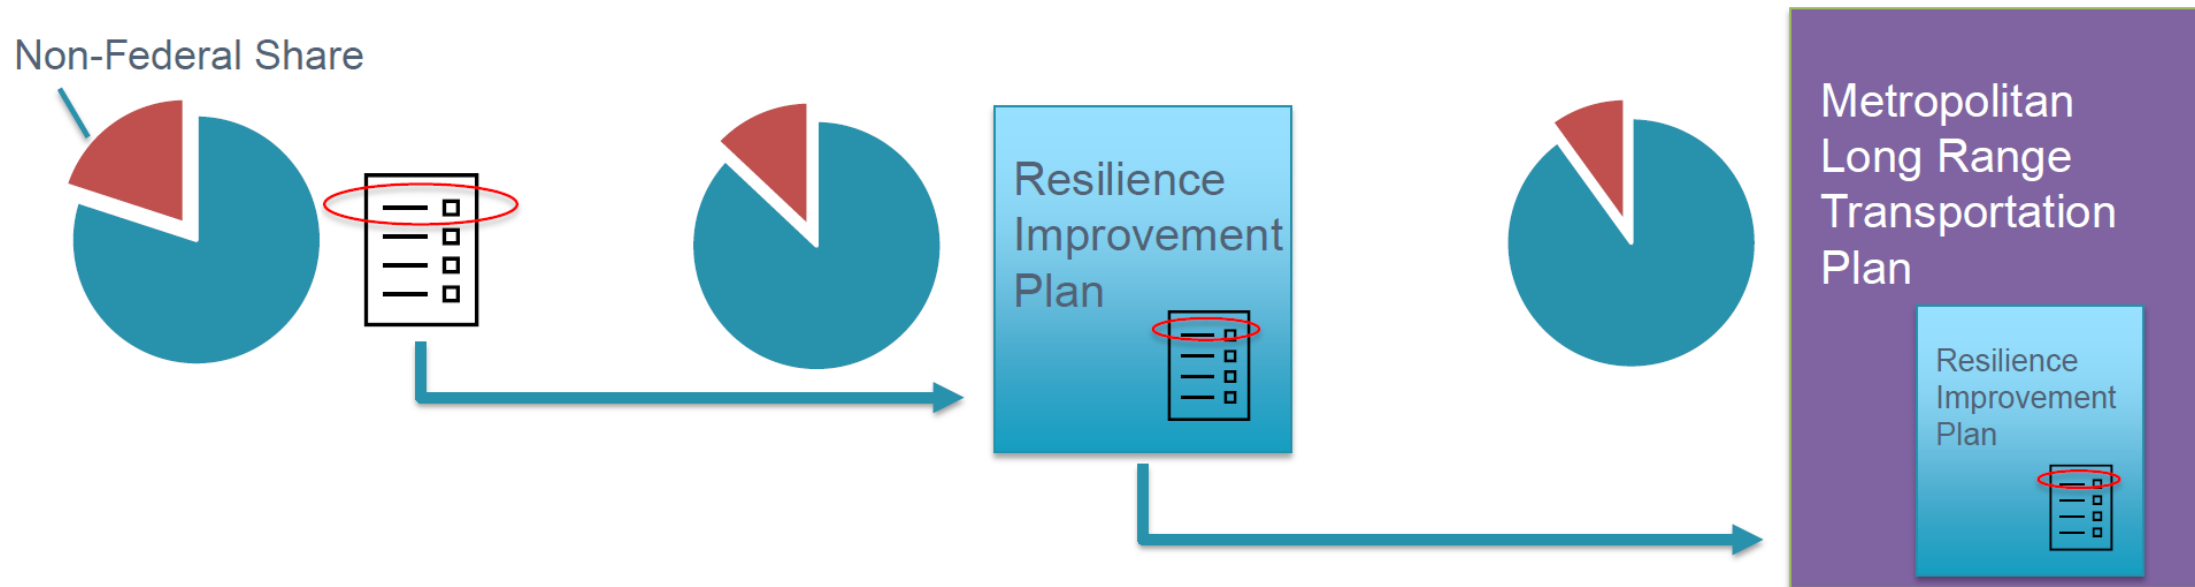 Non-Federal Share
Resilience
Improvement
Plan
Metropolitan
Long Range
Transportation
Plan
Resilience
Improvement
Plan